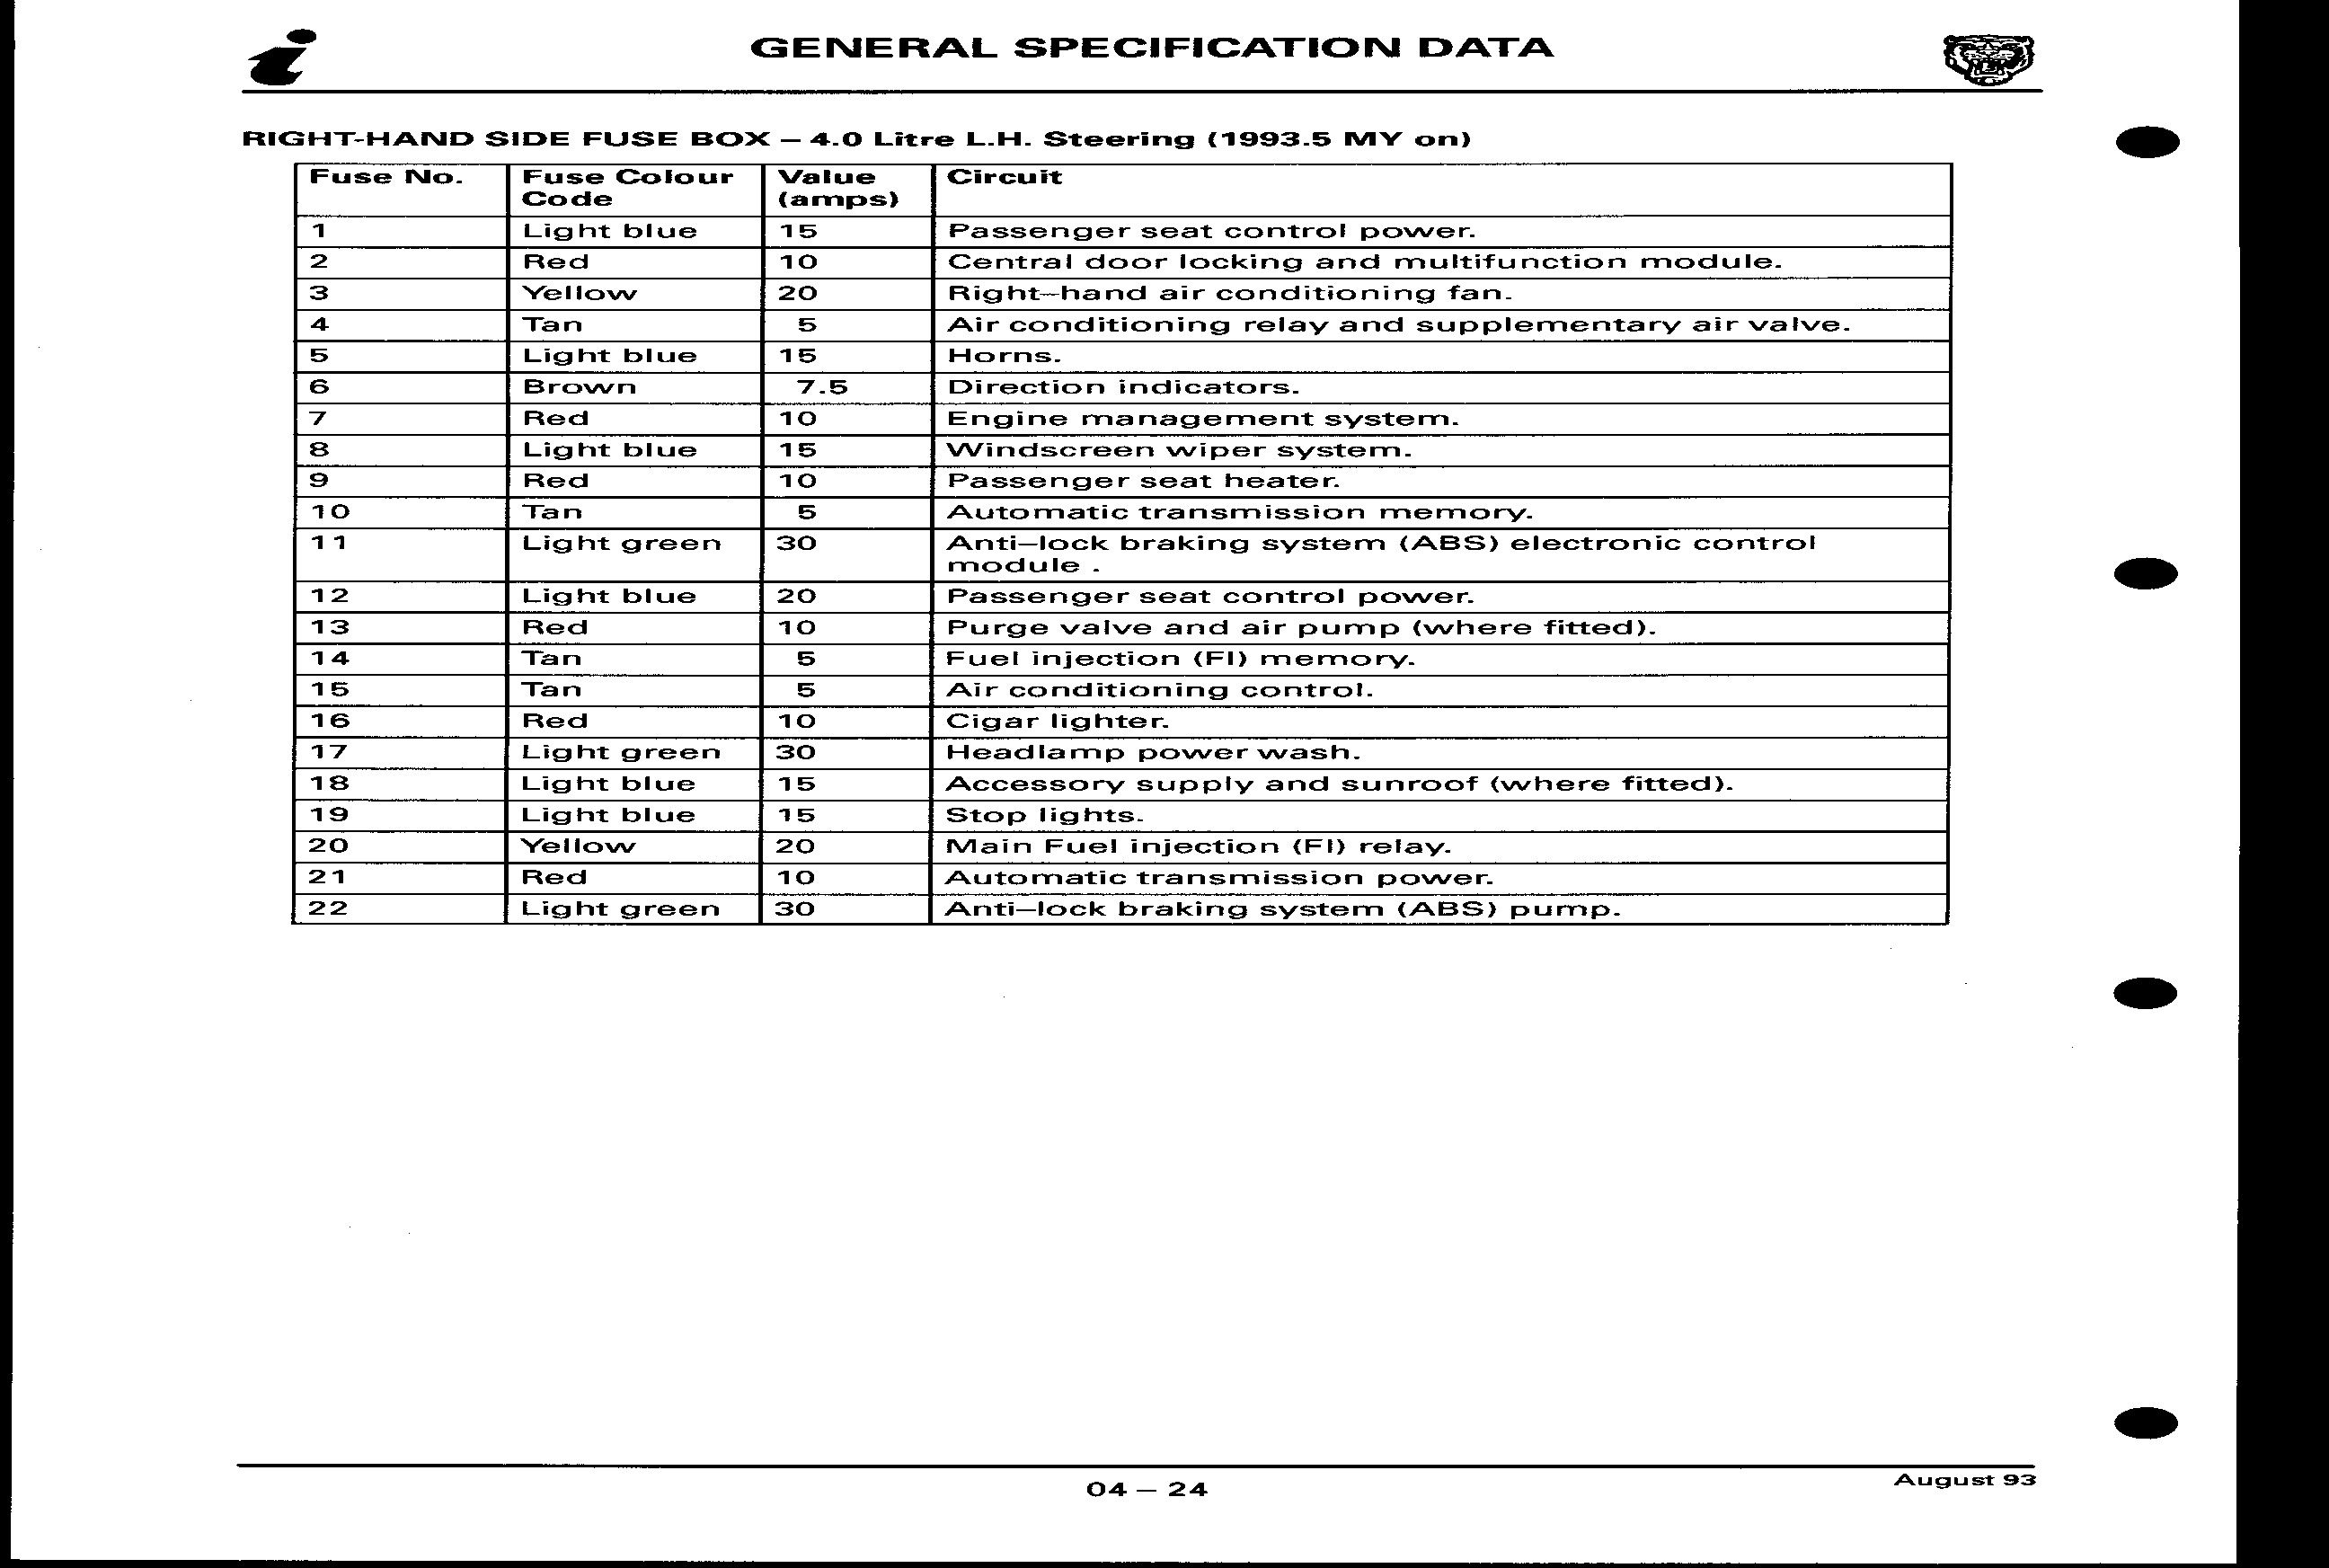 GENERAL SPECIFICATION DATA
RIGHT-HAND SIDE FUSE BOX – 4.0 Litre L.H. Steering (1993.5 MY on)
Fuse No. Fuse Colour Code Value (amps) Circuit
1 Light blue 15 Passenger seat control power.
2 Red 10 Central door locking and multifunction module.
3 Yellow 20 Right–hand air conditioning fan.
4 Tan 5 Air conditioning relay and supplementary air valve.
5 Light blue 15 Horns.
6 Brown 7.5 Direction indicators.
7 Red 10 Engine management system.
8 Light blue 15 Windscreen wiper system.
9 Red 10 Passenger seat heater.
10 Tan 5 Automatic transmission memory.
11 Light green 30 Anti–lock braking system (ABS) electronic control
module .
12 Light blue 20 Passenger seat control power.
13 Red 10 Purge valve and air pump (where fitted).
14 Tan 5 Fuel injection (FI) memory.
15 Tan 5 Air conditioning control.
16 Red 10 Cigar lighter.
17 Light green 30 Headlamp power wash.
18 Light blue 15 Accessory supply and sunroof (where fitted).
19 Light blue 15 Stop lights.
20 Yellow 20 Main Fuel injection (FI) relay.
21 Red 10 Automatic transmission power.
22 Light green 30 Anti–lock braking system (ABS) pump.
04 – 24
August 93